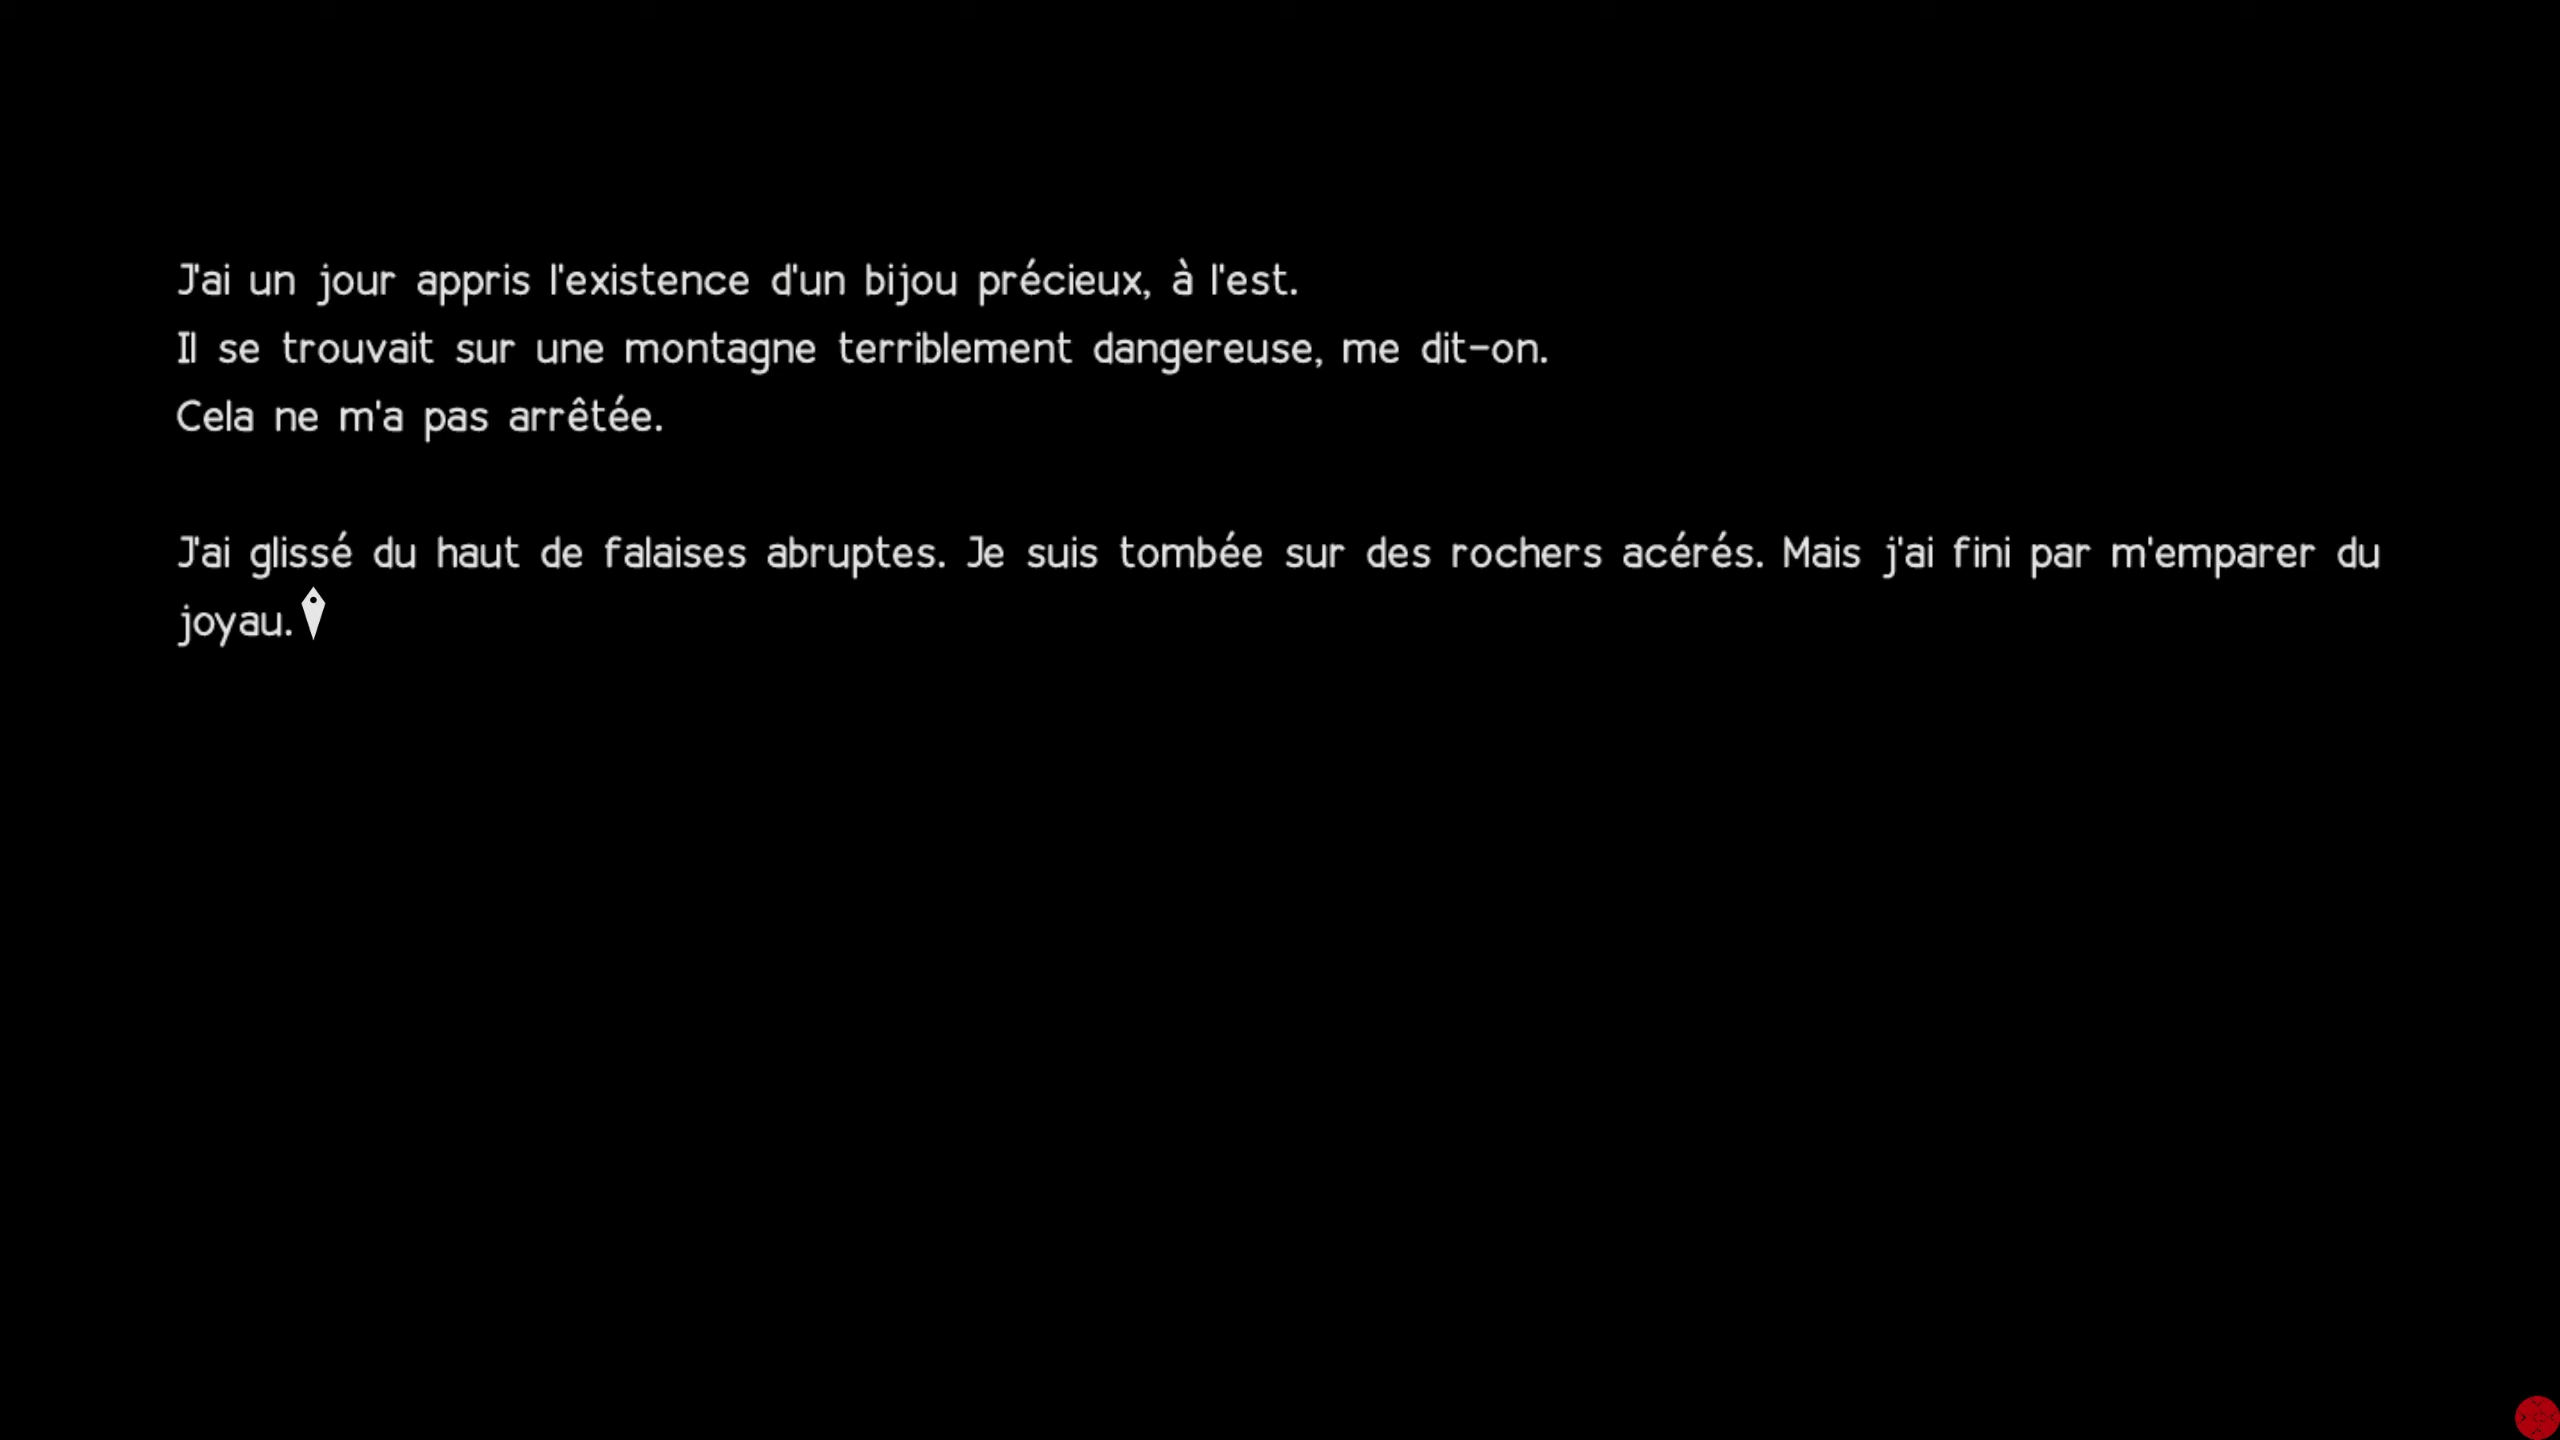 J'ai un jour appris l'existence d'un bijou précieux, à l'est.
Il se trouvait sur une montagne terriblement dangereuse, me dit-on.
Cela ne m'a pas arrêtée.
J'ai glissé du haut de falaises abruptes. Je suis tombée sur des rochers acérés. Mais j'ai fini par m'emparer du
joyau.